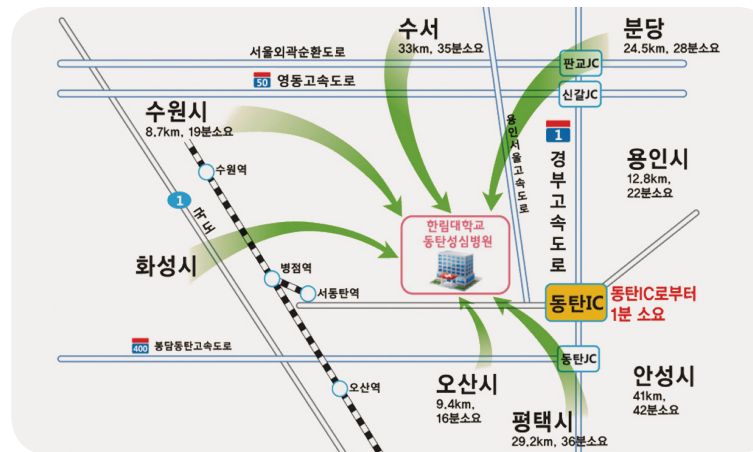 수서
33km, 35분소요
분당
24.5km, 28분소요
서울외곽순환도로
판교JC
50
영동고속도로
신갈JC
수원시
8.7km, 19분소요
용인서울고속도로
1
경부고속도로
용인시
12.8km,
22분소요
수원역
1
국도
한림대학교
동탄성심병원
화성시
병점역
서동탄역
동탄IC
동탄IC로부터
1분 소요
400
봉담동탄고속도로
동탄JC
오산역
오산시
9.4km,
16분소요
안성시
41km,
42분소요
평택시
29.2km, 36분소요